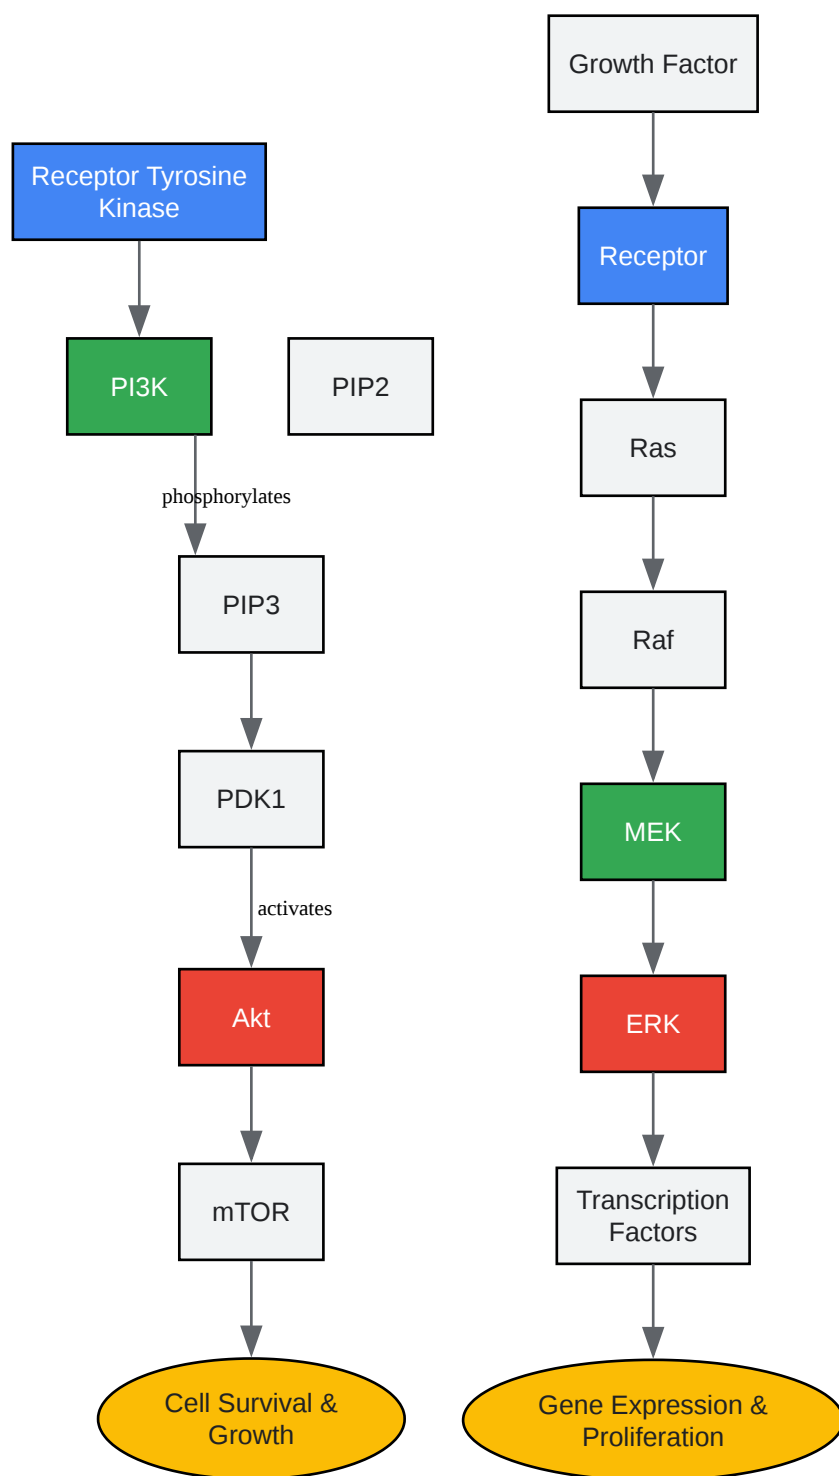 Receptor Tyrosine
Kinase
PI3K
PIP2
phosphorylates
PIP3
PDK1
activates
Akt
mTOR
Cell Survival &
Growth
Growth Factor
Receptor
Ras
Raf
MEK
ERK
Transcription
Factors
Gene Expression &
Proliferation